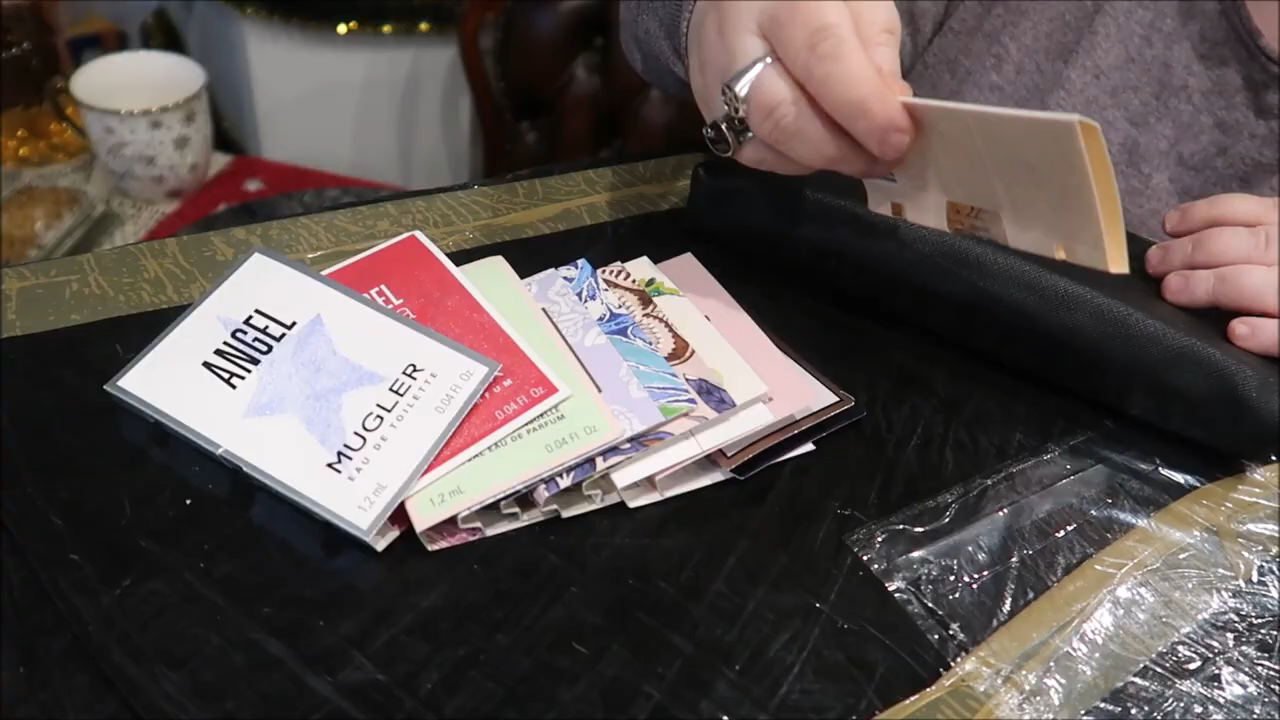 ANGEL
MUGLER
EAU DE TOILETTE
1,2 mL
0.04 Fl. Oz
EL
0.04 Fl. Oz
EAU DE PARFUM
1,2 mL
0.04 Fl. Oz